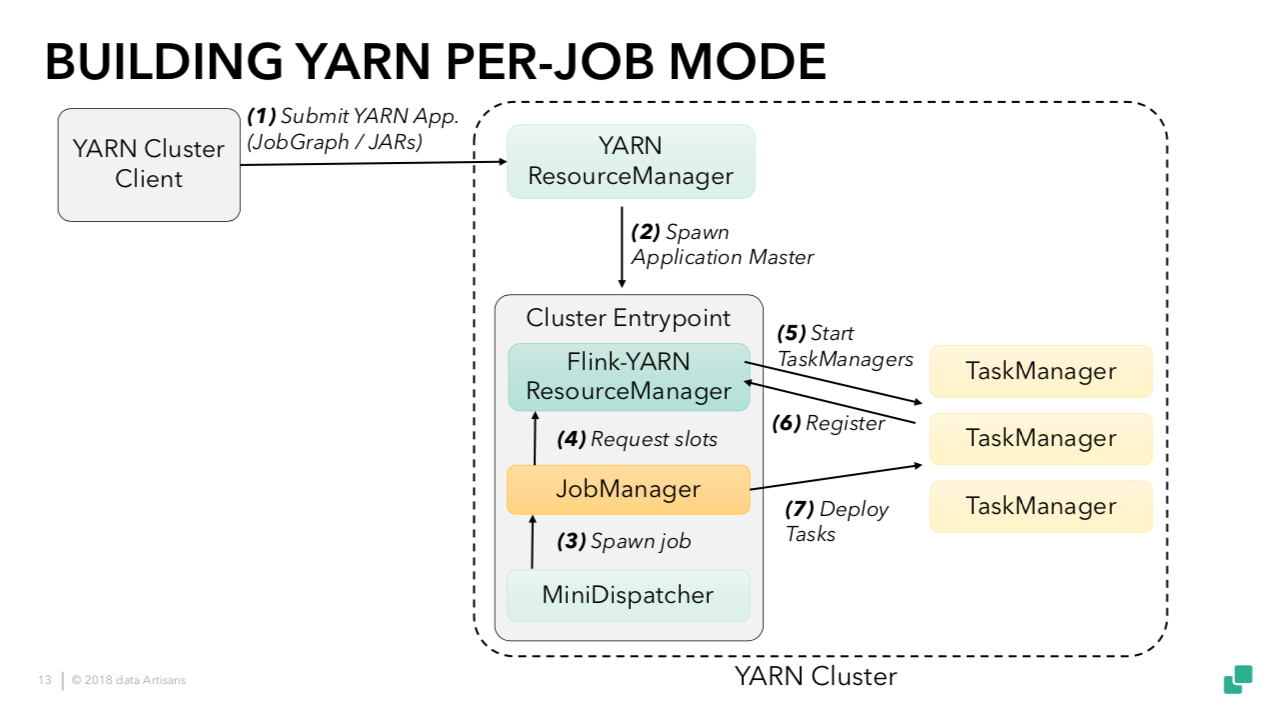 BUILDING YARN PER-JOB MODE
YARN Cluster
Client
(1) Submit YARN App.
(JobGraph / JARs)
YARN
ResourceManager
(2) Spawn
Application Master
Cluster Entrypoint
Flink-YARN
ResourceManager
(4) Request slots
JobManager
(3) Spawn job
MiniDispatcher
(5) Start
TaskManagers
(6) Register
(7) Deploy
Tasks
TaskManager
TaskManager
TaskManager
YARN Cluster
13
© 2018 data Artisans